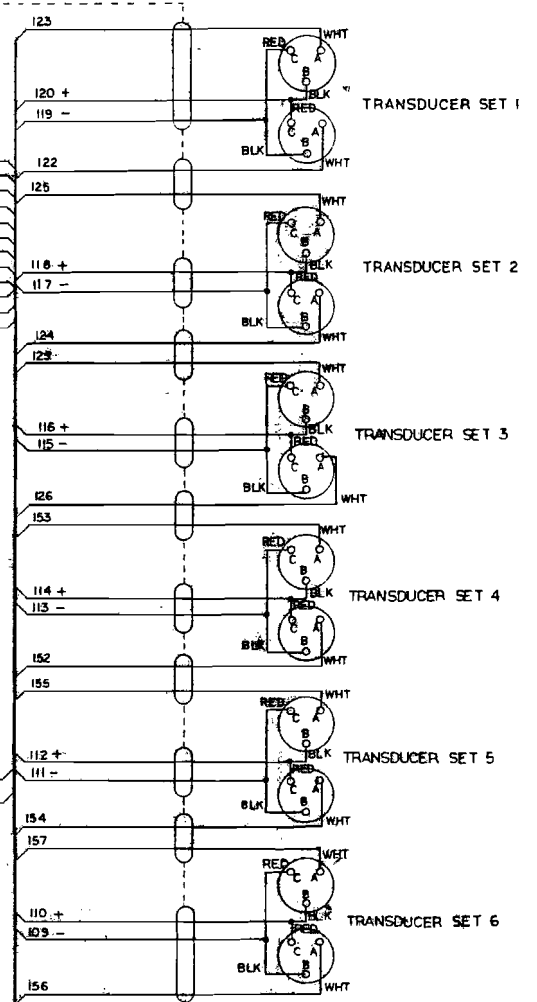 123
WHT
RED
C A
B
BLK
120 +
RED
119 -
TRANSDUCER SET 1
C A
B
BLK
WHT
122
125
WHT
RED
C A
B
BLK
118 +
RED
117 -
TRANSDUCER SET 2
C A
B
BLK
WHT
124
WHT
RED
C A
B
BLK
116 +
RED
115 -
TRANSDUCER SET 3
C A
B
BLK
WHT
126
153
WHT
RED
C A
B
BLK
114 +
RED
113 -
TRANSDUCER SET 4
C A
B
BLK
WHT
152
155
WHT
RED
C A
B
BLK
112 +
RED
111 -
TRANSDUCER SET 5
C A
B
BLK
WHT
154
157
WHT
RED
C A
B
BLK
110 +
RED
109 -
TRANSDUCER SET 6
C A
B
BLK
WHT
156